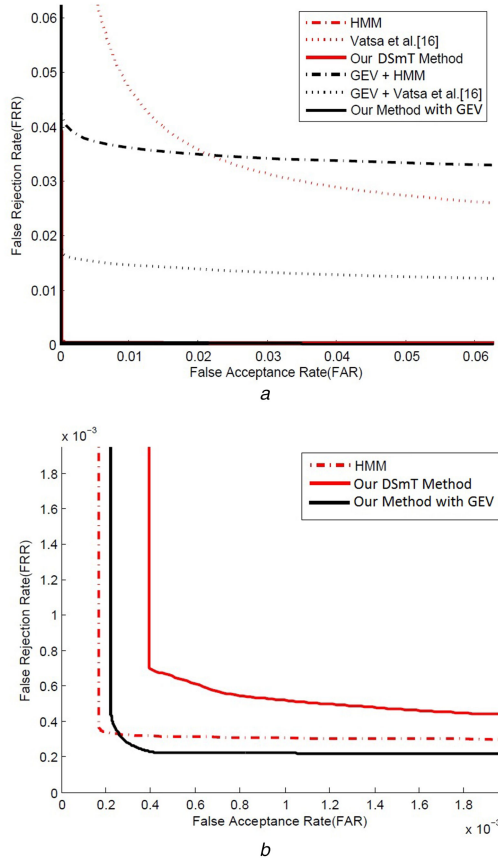 HMM
Vatsa et al.[16]
Our DSmT Method
GEV + HMM
GEV + Vatsa et al.[16]
Our Method with GEV
False Rejection Rate(FRR)
0.06
0.05
0.04
0.03
0.02
0.01
0
0 0.01 0.02 0.03 0.04 0.05 0.06
False Acceptance Rate(FAR)
a
x 10⁻³
HMM
Our DSmT Method
Our Method with GEV
False Rejection Rate(FRR)
1.8
1.6
1.4
1.2
1
0.8
0.6
0.4
0.2
0
0 0.2 0.4 0.6 0.8 1 1.2 1.4 1.6 1.8
False Acceptance Rate(FAR)
x 10⁻³
b